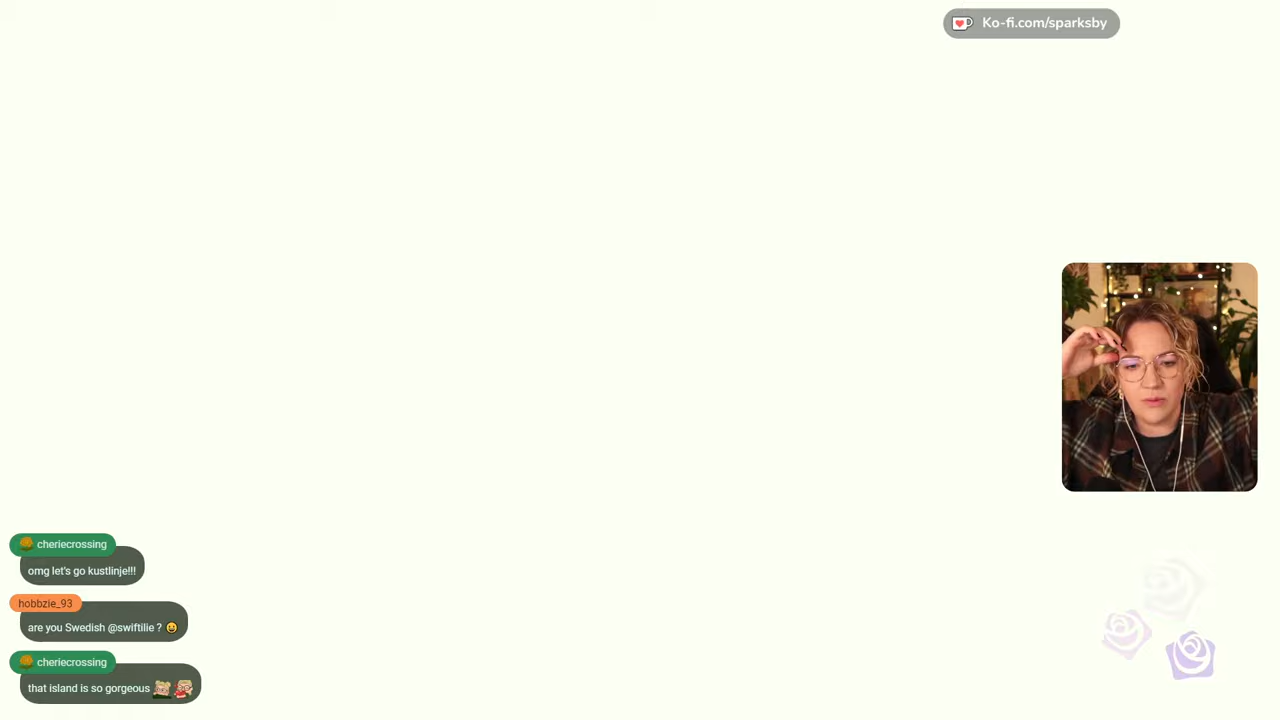 Ko-fi.com/sparksby
cheriecrossing
omg let's go kustlinje!!!
hobbzie_93
are you Swedish @swiftilie ?
cheriecrossing
that island is so gorgeous